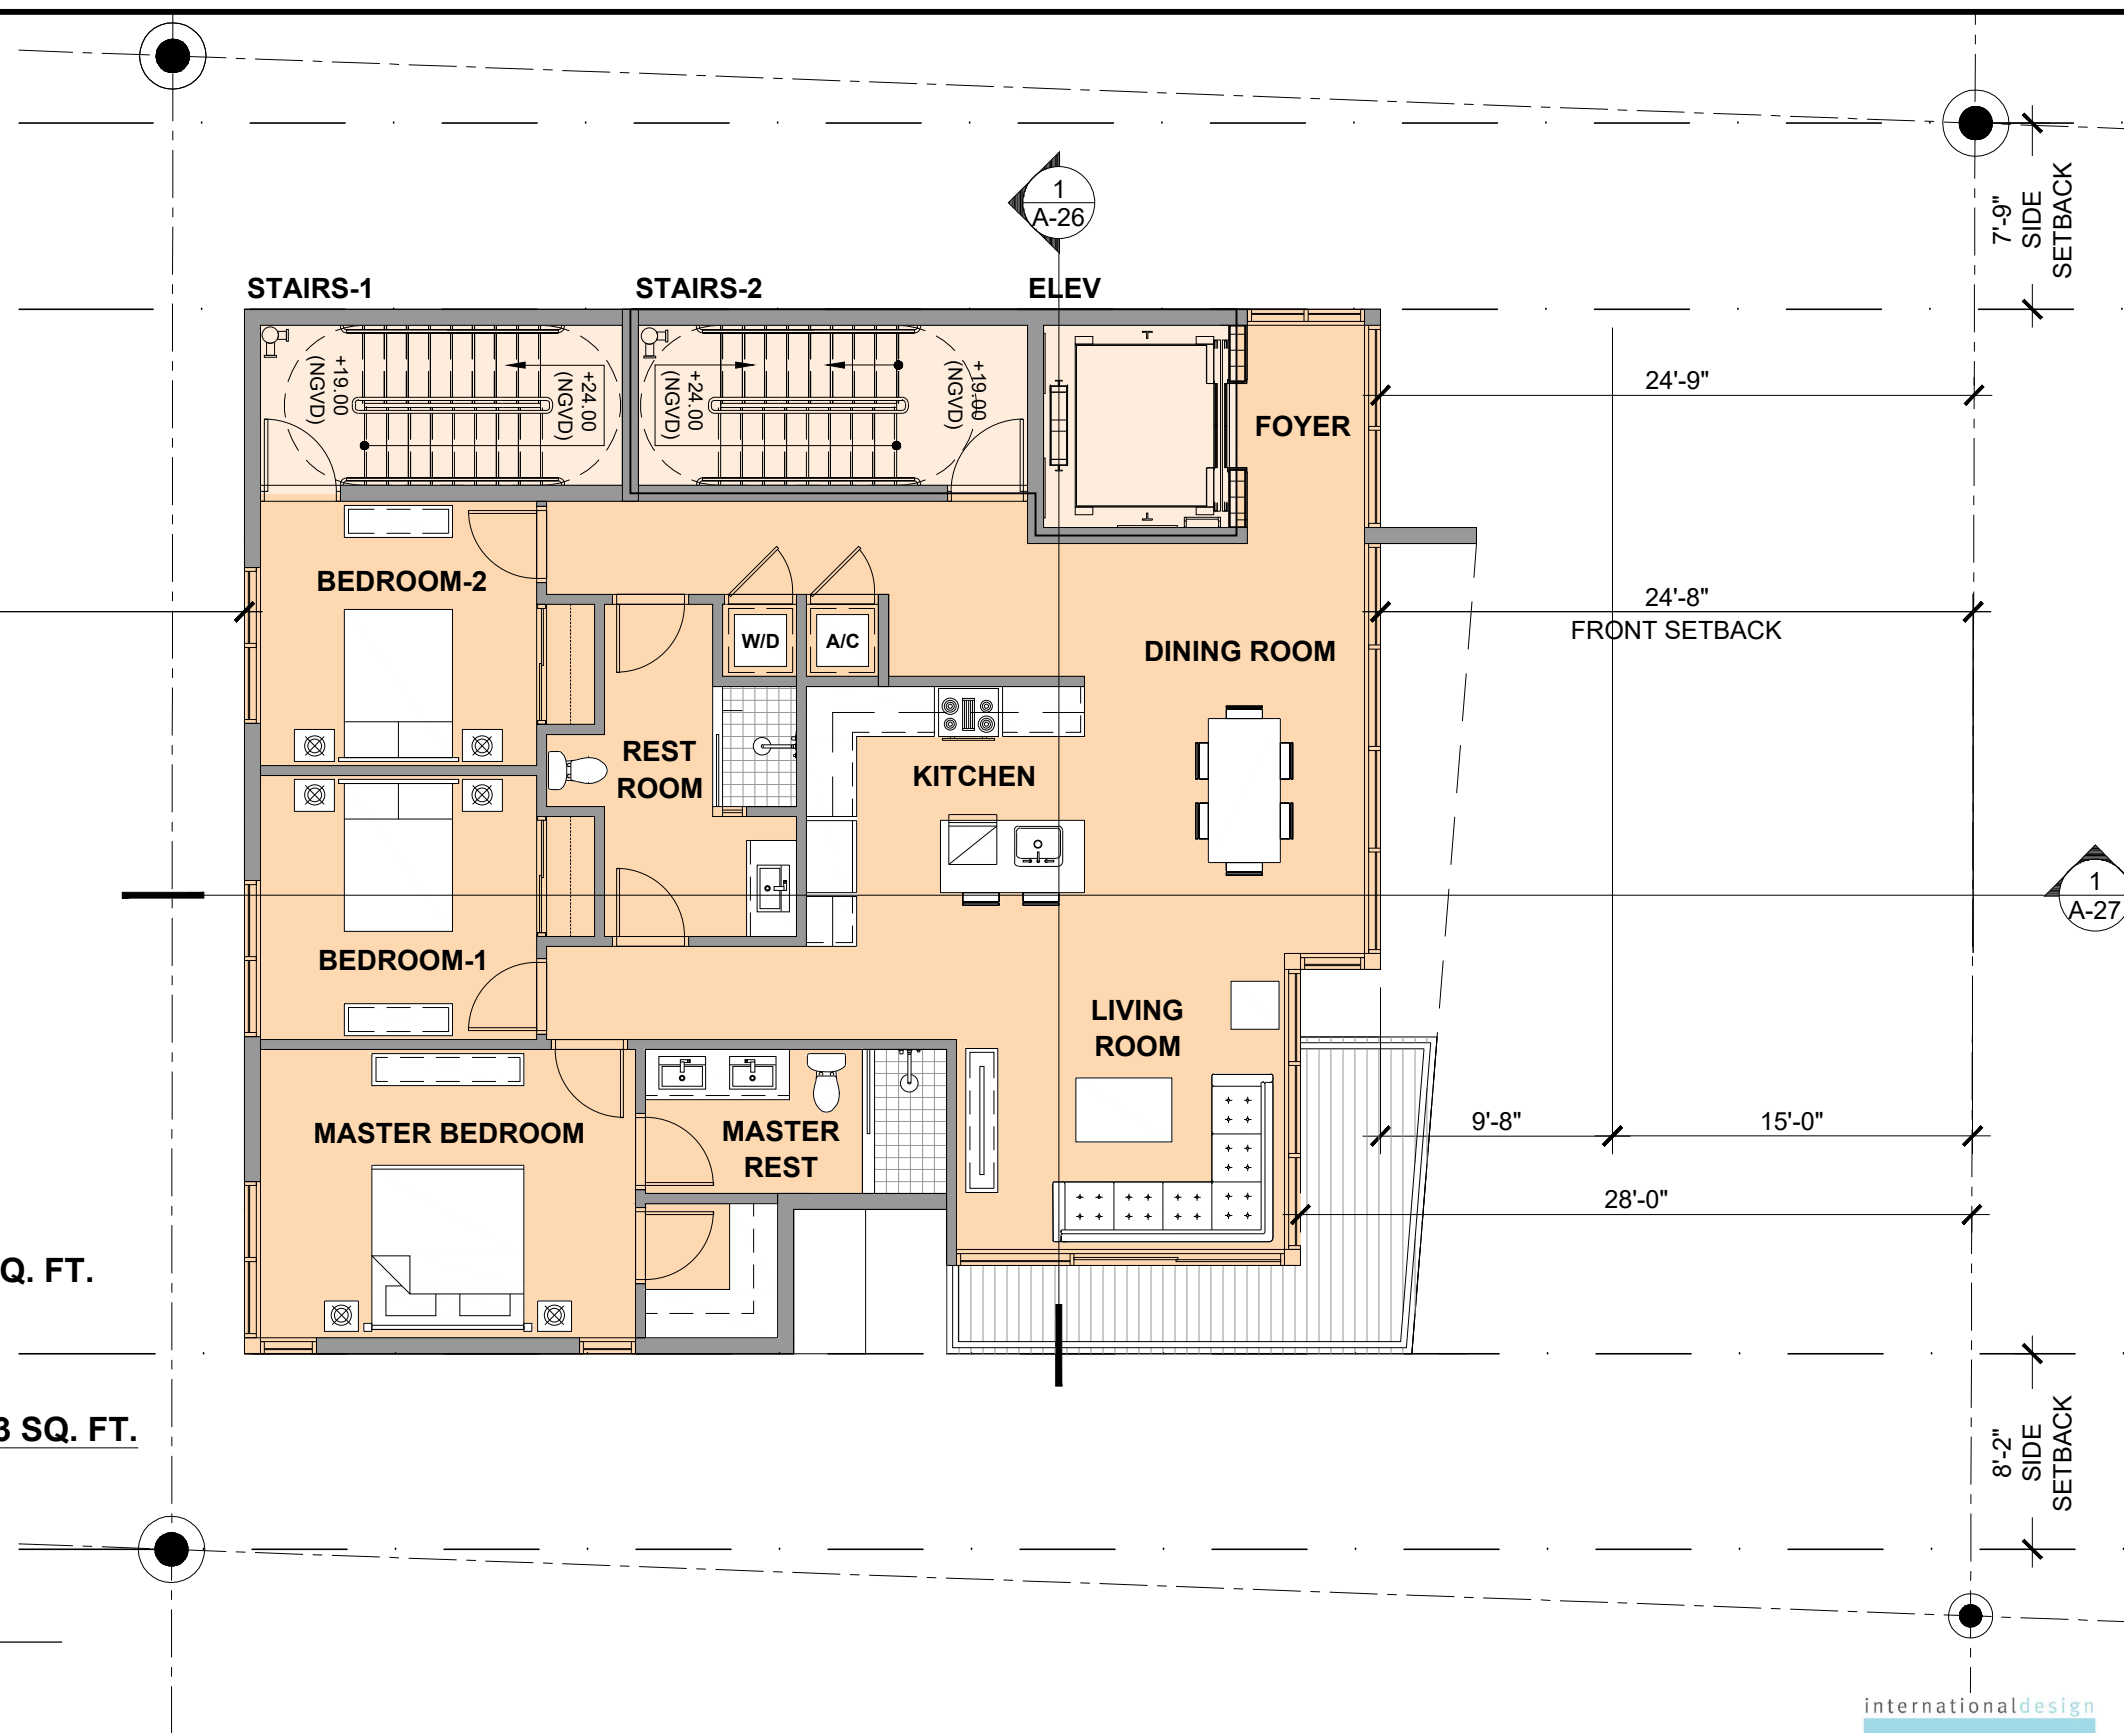 1
A-26
7'-9"
SIDE
SETBACK
STAIRS-1
STAIRS-2
ELEV
+19.00
(NGVD)
+24.00
(NGVD)
+24.00
(NGVD)
+19.00
(NGVD)
24'-9"
FOYER
BEDROOM-2
24'-8"
FRONT SETBACK
W/D
A/C
DINING ROOM
REST
ROOM
KITCHEN
1
A-27
BEDROOM-1
LIVING
ROOM
9'-8"
15'-0"
MASTER BEDROOM
MASTER
REST
28'-0"
Q. FT.
3 SQ. FT.
8'-2"
SIDE
SETBACK
internationaldesign